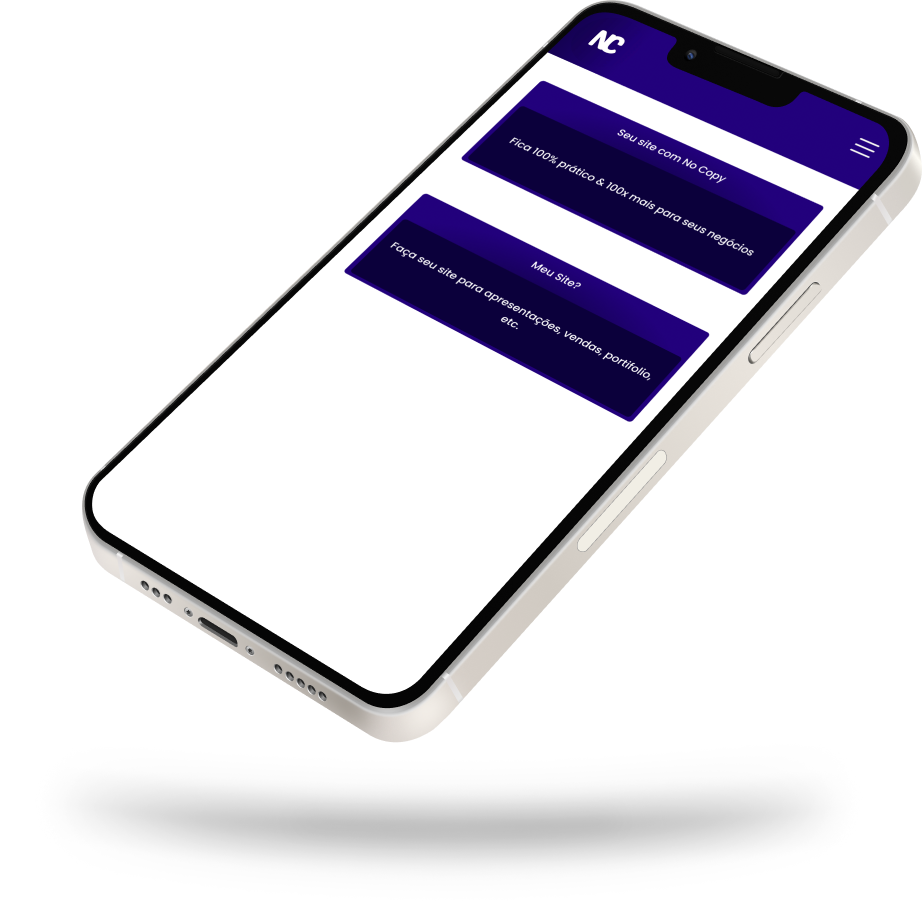 NC
Seu site com No Copy
Fica 100% prático & 100x mais para seus negócios
Meu Site?
Faça seu site para apresentações, vendas, portifolio,
etc.